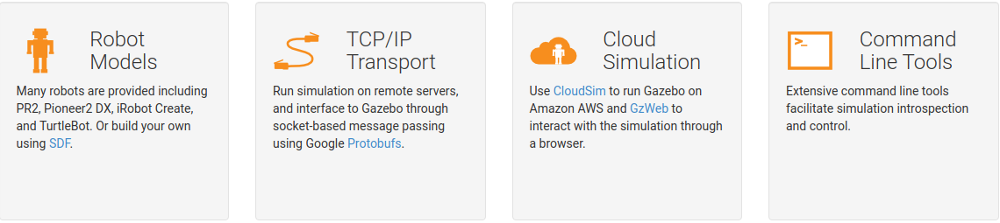 Robot
Models
Many robots are provided including
PR2, Pioneer2 DX, iRobot Create,
and TurtleBot. Or build your own
using SDF.
TCP/IP
Transport
Run simulation on remote servers,
and interface to Gazebo through
socket-based message passing
using Google Protobufs.
Cloud
Simulation
Use CloudSim to run Gazebo on
Amazon AWS and GzWeb to
interact with the simulation through
a browser.
>_
Command
Line Tools
Extensive command line tools
facilitate simulation introspection
and control.